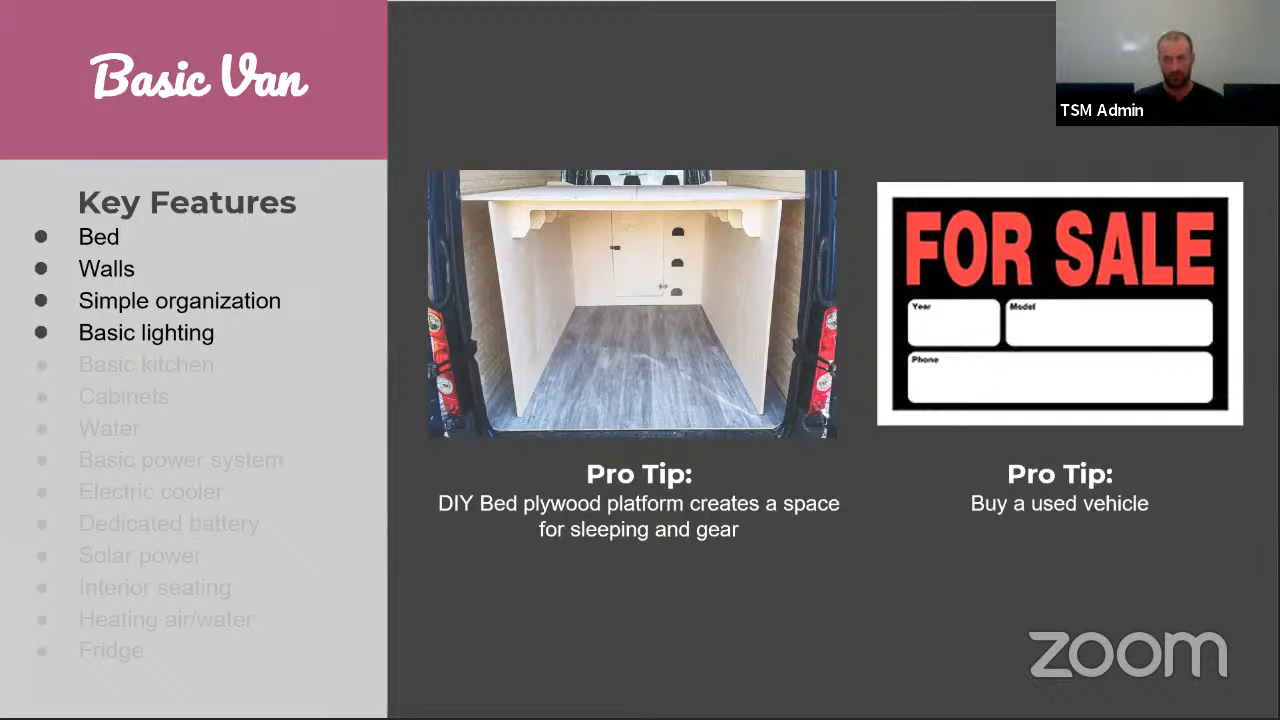 Basic Van
TSM Admin
Key Features
Bed
Walls
Simple organization
Basic lighting
Basic kitchen
Cabinets
Water
Basic power system
Electric cooler
Dedicated battery
Solar power
Interior seating
Heating air/water
Fridge
FOR SALE
Year
Model
Phone
Pro Tip:
DIY Bed plywood platform creates a space
for sleeping and gear
Pro Tip:
Buy a used vehicle
zoom